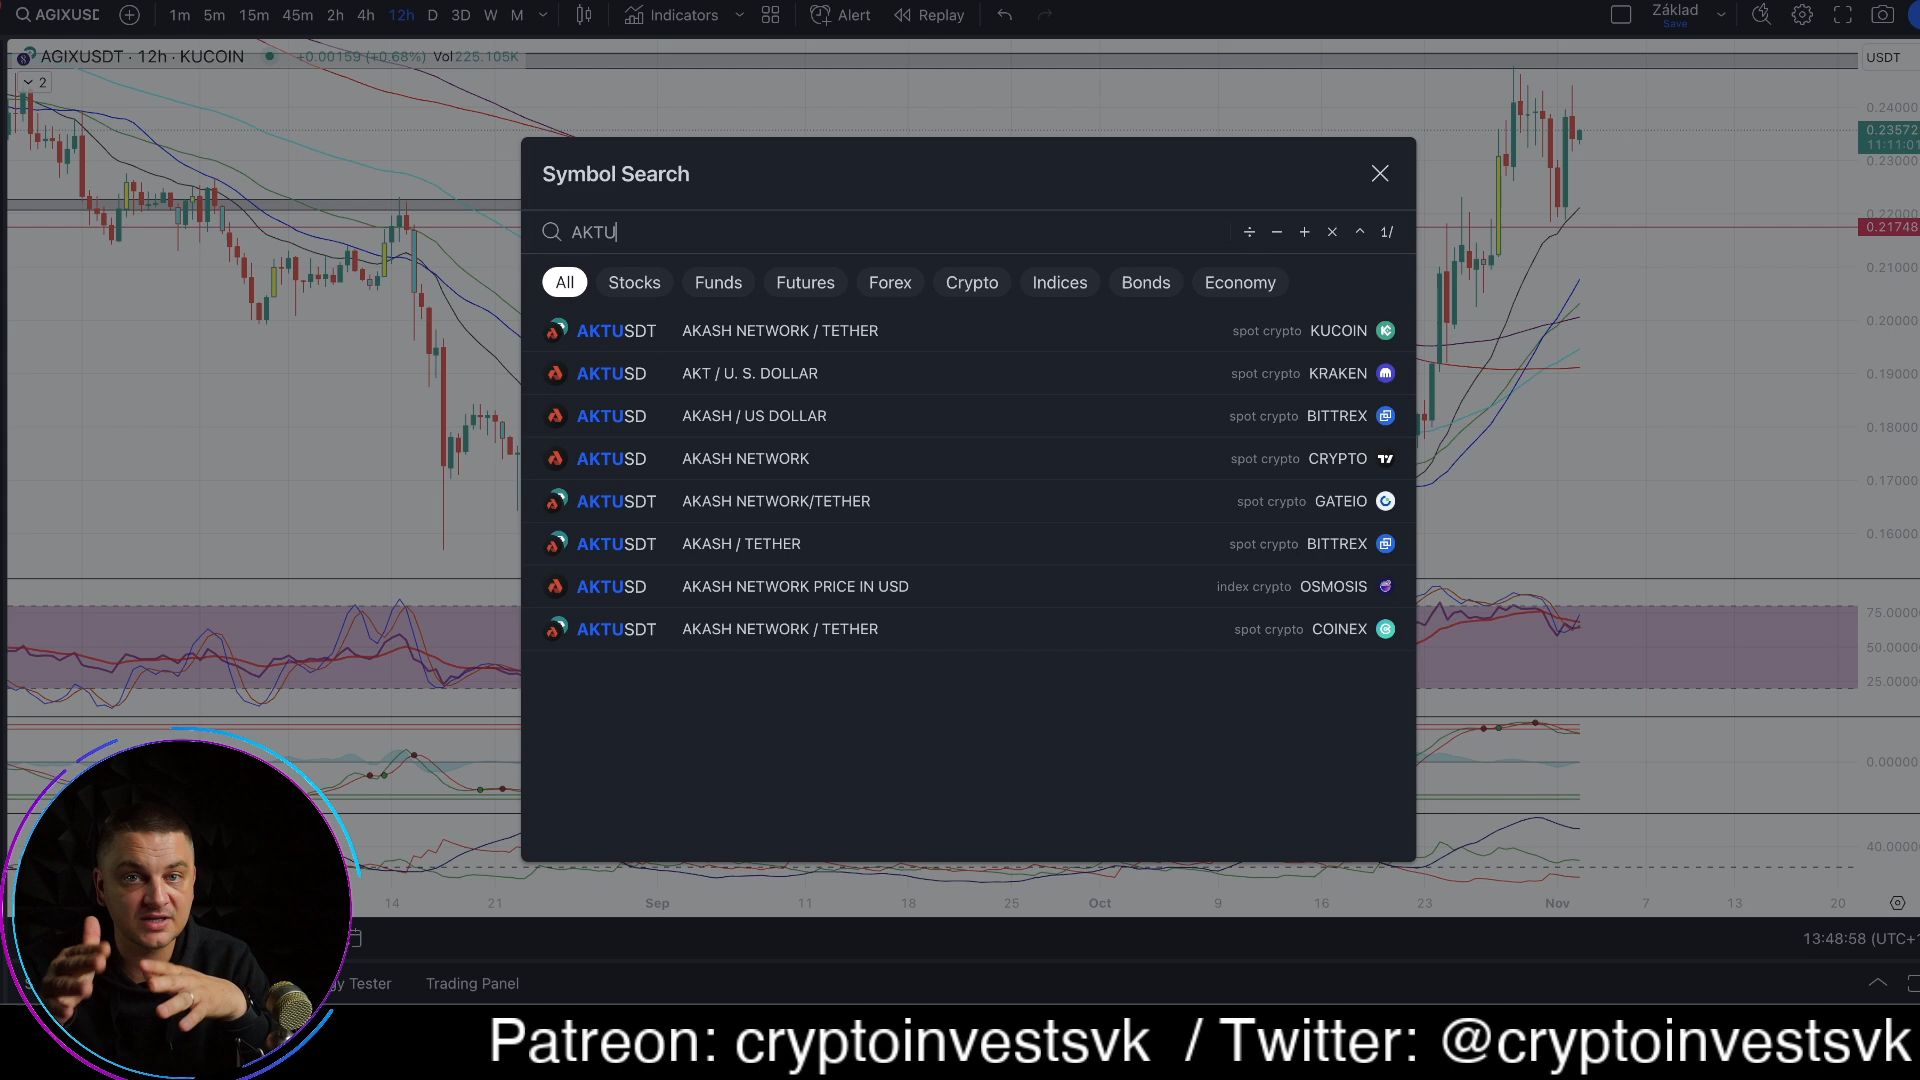 AGIXUSD
1m 5m 15m 45m 2h 4h 12h D 3D W M Indicators Alert Replay Základ
Save
AGIXUSDT · 12h · KUCOIN +0.00159 (+0.68%) Vol 225.105K USDT
2
0.24000
0.23572
11:11:01
0.23000
0.22000
0.21748
0.21000
0.20000
0.19000
0.18000
0.17000
0.16000
Symbol Search
AKTU 1/
All Stocks Funds Futures Forex Crypto Indices Bonds Economy
AKTUSDT AKASH NETWORK / TETHER spot crypto KUCOIN
AKTUSD AKT / U. S. DOLLAR spot crypto KRAKEN
AKTUSD AKASH / US DOLLAR spot crypto BITTREX
AKTUSD AKASH NETWORK spot crypto CRYPTO
AKTUSDT AKASH NETWORK/TETHER spot crypto GATEIO
AKTUSDT AKASH / TETHER spot crypto BITTREX
AKTUSD AKASH NETWORK PRICE IN USD index crypto OSMOSIS
AKTUSDT AKASH NETWORK / TETHER spot crypto COINEX
75.0000
50.0000
25.0000
0.00000
40.0000
14 21 Sep 11 18 25 Oct 9 16 23 Nov 7 13 20
13:48:58 (UTC+1
Tester Trading Panel
Patreon: cryptoinvestsvk / Twitter: @cryptoinvestsvk